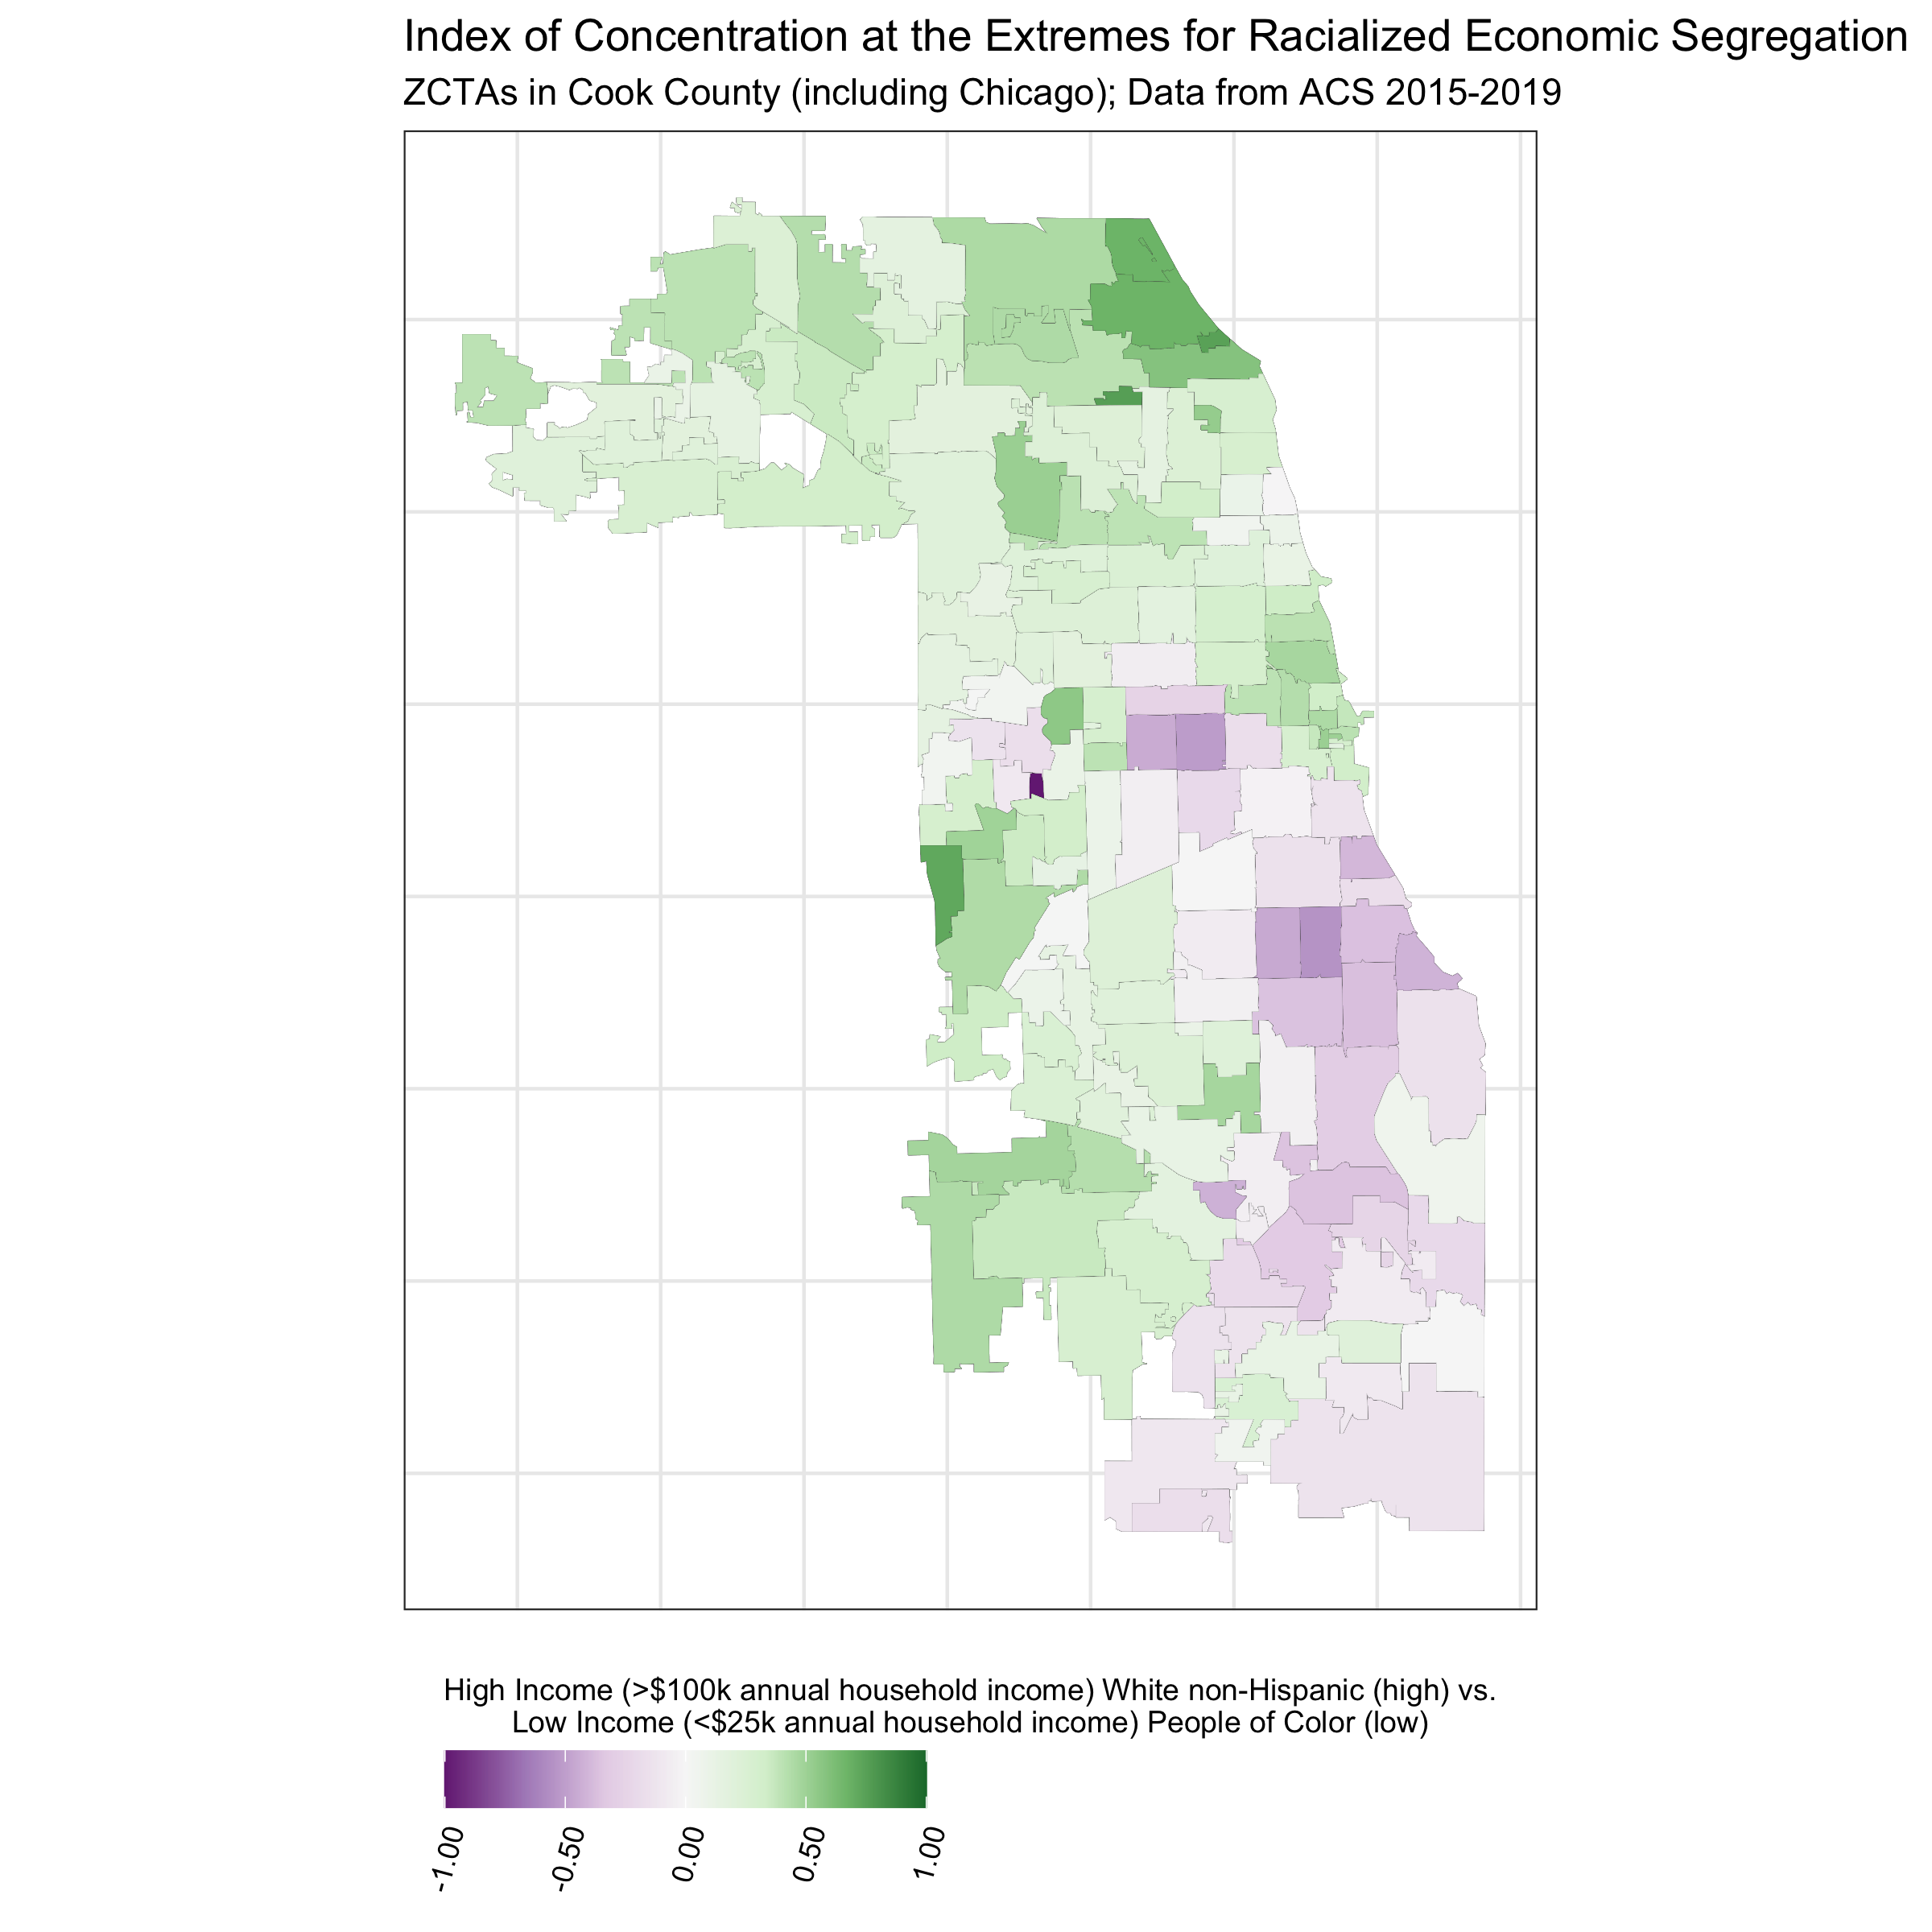 Index of Concentration at the Extremes for Racialized Economic Segregation
ZCTAs in Cook County (including Chicago); Data from ACS 2015-2019
High Income (>$100k annual household income) White non-Hispanic (high) vs.
Low Income (<$25k annual household income) People of Color (low)
-1.00
-0.50
0.00
0.50
1.00